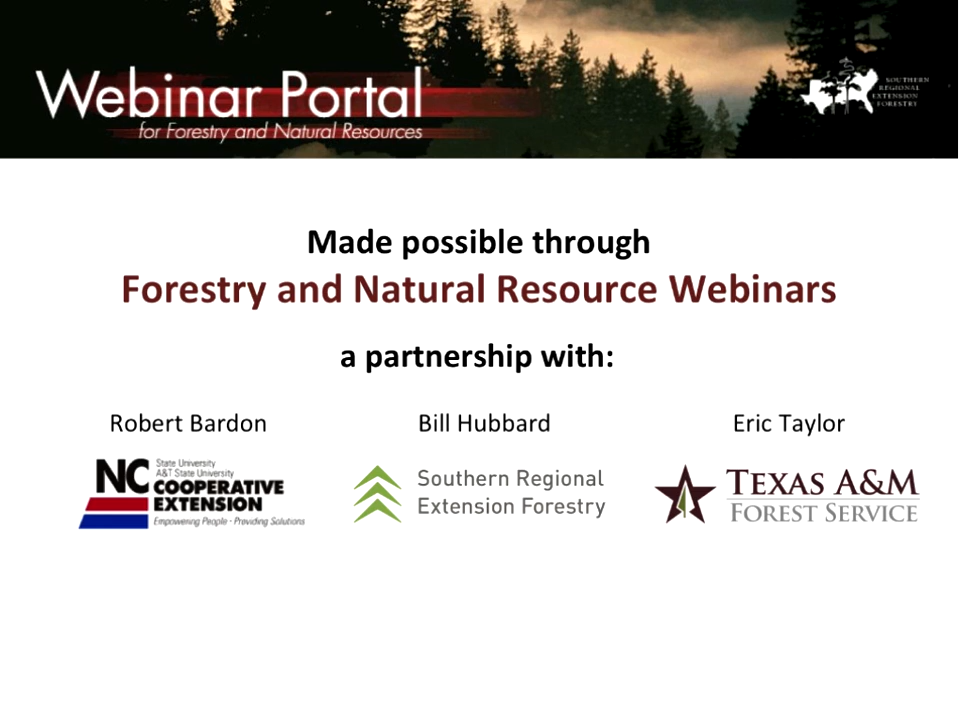 Webinar Portal
for Forestry and Natural Resources
SOUTHERN
REGIONAL
EXTENSION
FORESTRY
Made possible through
Forestry and Natural Resource Webinars
a partnership with:
Robert Bardon
Bill Hubbard
Eric Taylor
NC State University
A&T State University
COOPERATIVE
EXTENSION
Empowering People · Providing Solutions
Southern Regional
Extension Forestry
TEXAS A&M
FOREST SERVICE